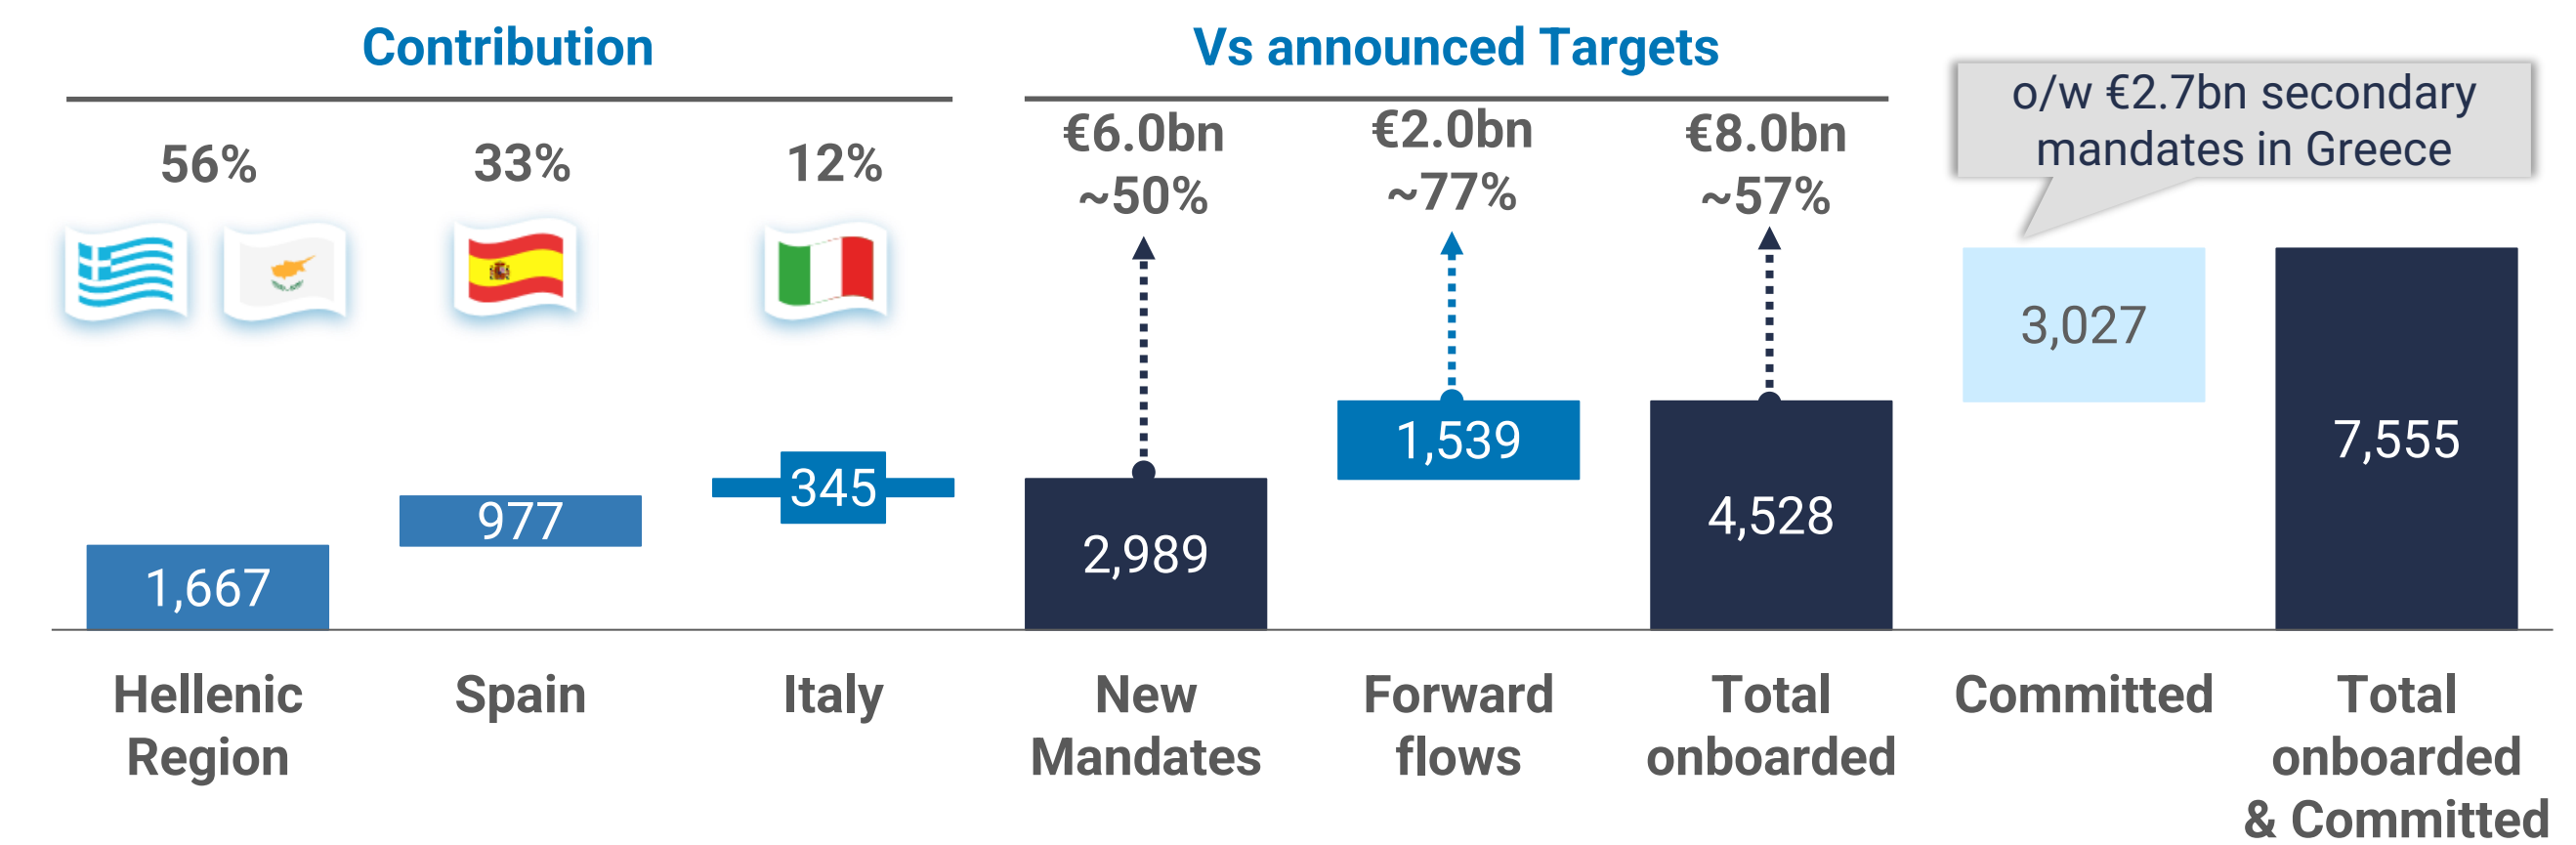 Contribution
Vs announced Targets
o/w €2.7bn secondary
mandates in Greece
56%
33%
12%
€6.0bn
~50%
€2.0bn
~77%
€8.0bn
~57%
1,667
977
345
2,989
1,539
4,528
3,027
7,555
Hellenic
Region
Spain
Italy
New
Mandates
Forward
flows
Total
onboarded
Committed
Total
onboarded
& Committed